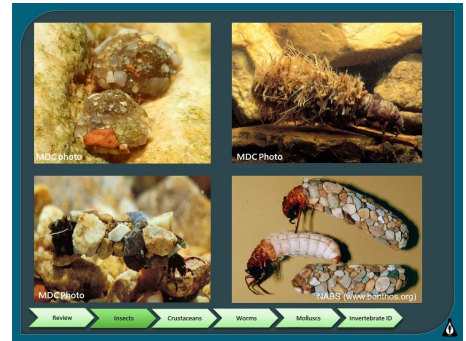 MDC photo
MDC Photo
MDC Photo
NABS (www.benthos.org)
Review
Insects
Crustaceans
Worms
Molluscs
Invertebrate ID